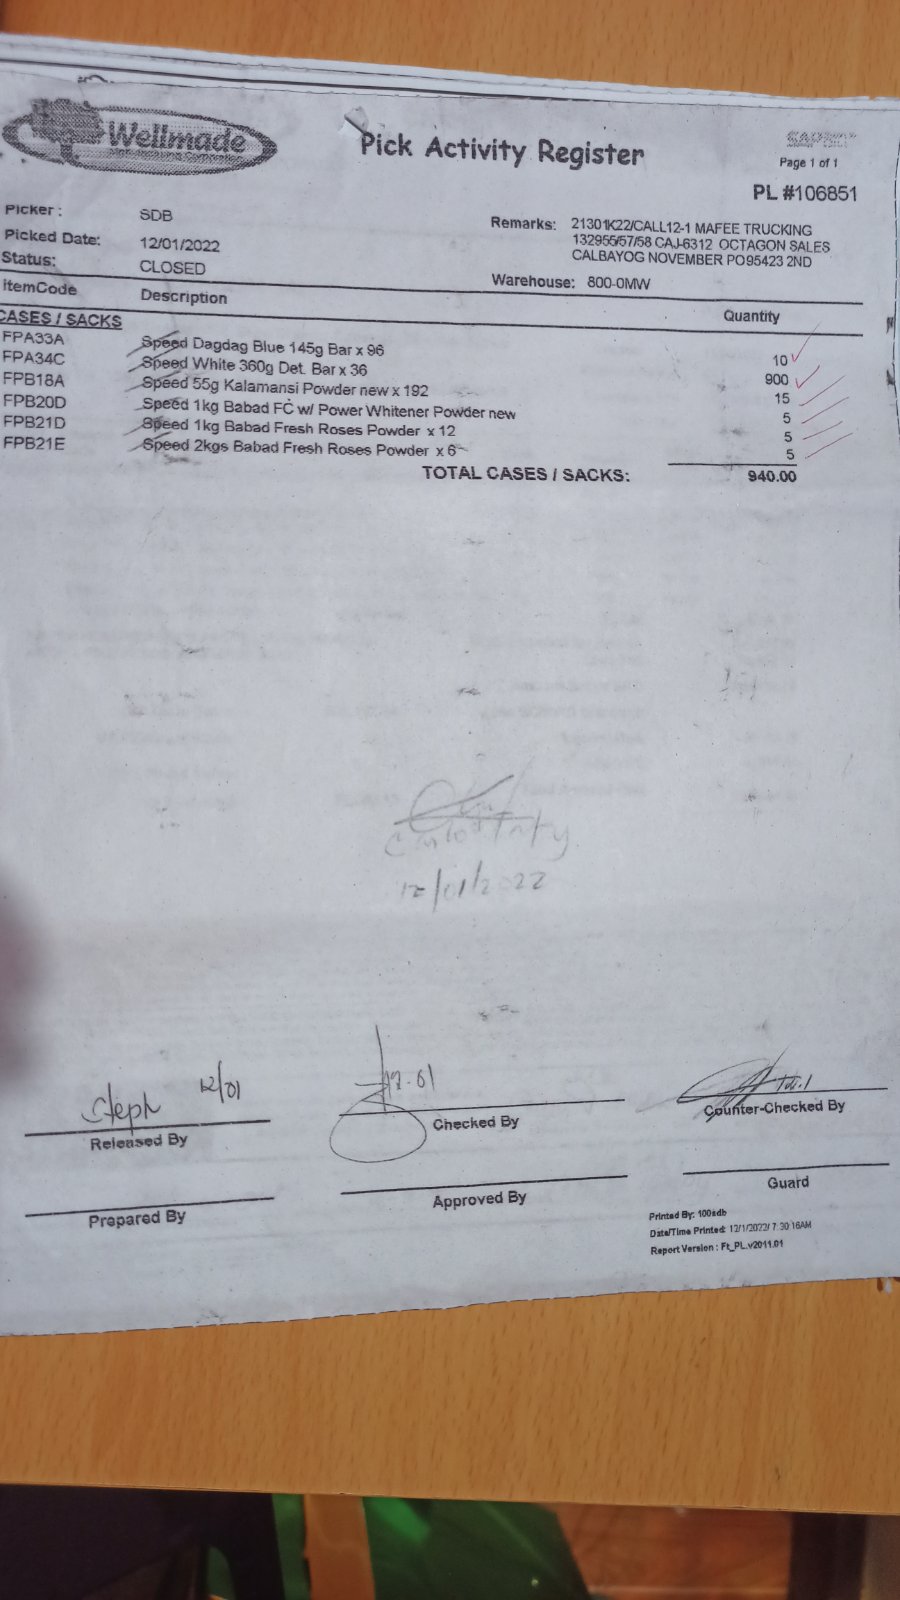 Wellmade
Manufacturing Corporation
Pick Activity Register
Page 1 of 1
PL #106851
Picker : SDB
Picked Date: 12/01/2022
Status: CLOSED
Remarks: 21301K22/CALL12-1 MAFEE TRUCKING
132955/57/58 CAJ-6312 OCTAGON SALES
CALBAYOG NOVEMBER PO95423 2ND
Warehouse: 800-0MW
ItemCode Description Quantity
CASES / SACKS
FPA33A Speed Dagdag Blue 145g Bar x 96 10
FPA34C Speed White 360g Det. Bar x 36 900
FPB18A Speed 55g Kalamansi Powder new x 192 15
FPB20D Speed 1kg Babad FC w/ Power Whitener Powder new 5
FPB21D Speed 1kg Babad Fresh Roses Powder x 12 5
FPB21E Speed 2kgs Babad Fresh Roses Powder x 6 5
TOTAL CASES / SACKS: 940.00
12/01/2022
Steph 12/01
12.01
Released By
Checked By
Counter-Checked By
Prepared By
Approved By
Guard
Printed By: 100sdb
Date/Time Printed: 12/1/2022/ 7:30:16AM
Report Version : Ft_PL.v2011.01